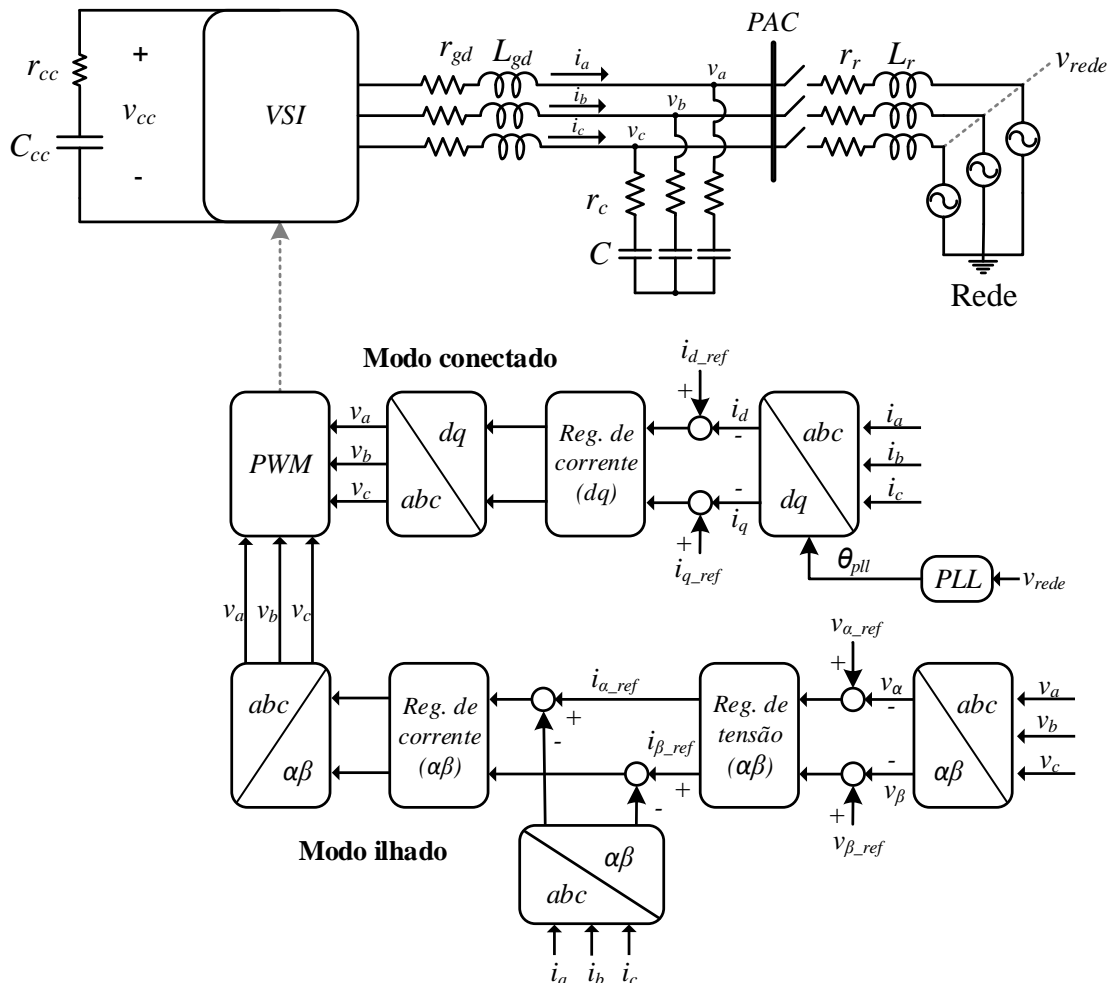 PAC
r_gd L_gd i_a v_a r_r L_r v_rede
r_cc + v_cc - C_cc
VSI
i_b v_b
i_c v_c
r_c
C
Rede
Modo conectado
i_d_ref
+
PWM
v_a
v_b
v_c
dq
abc
Reg. de
corrente
(dq)
i_d
-
-
i_q
+
i_q_ref
abc
dq
i_a
i_b
i_c
θ_pll
PLL
v_rede
v_a v_b v_c
v_α_ref
+
abc
αβ
Reg. de
corrente
(αβ)
i_α_ref
+
-
i_β_ref
+
-
Reg. de
tensão
(αβ)
v_α
-
-
v_β
+
v_β_ref
abc
αβ
v_a
v_b
v_c
Modo ilhado
αβ
abc
i_a i_b i_c